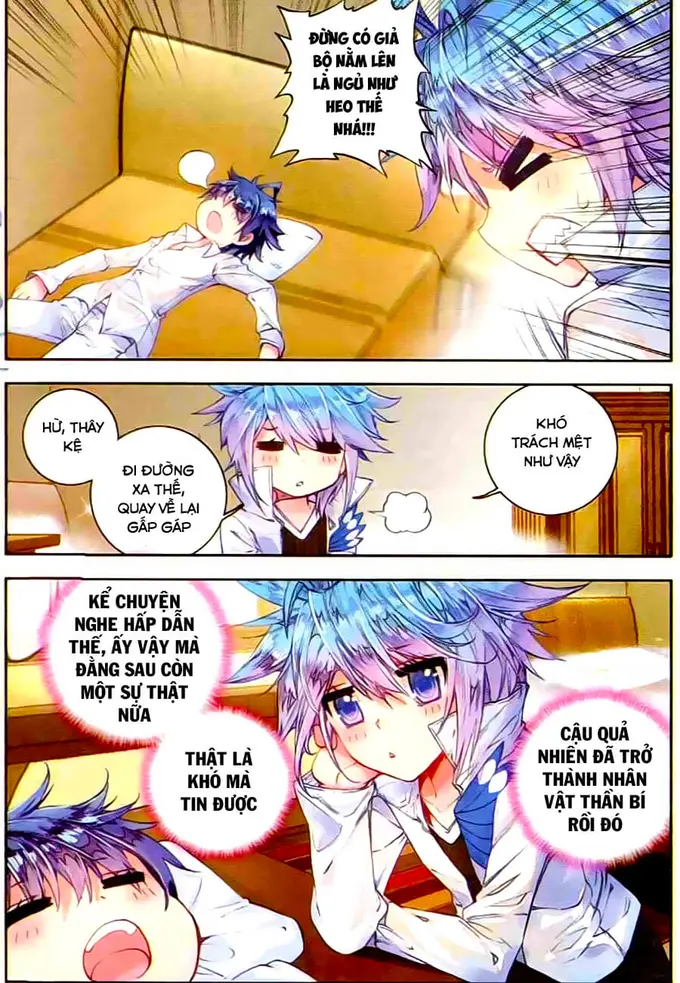 ĐỪNG CÓ GIẢ
BỘ NẰM LÊN
LÀ NGỦ NHƯ
HEO THẾ
NHÁ!!!
HỪ, THÂY
KỆ
ĐI ĐƯỜNG
XA THẾ,
QUAY VỀ LẠI
GẤP GÁP
KHÓ
TRÁCH MỆT
NHƯ VẬY
KỂ CHUYỆN
NGHE HẤP DẪN
THẾ, ẤY VẬY MÀ
ĐẰNG SAU CÒN
MỘT SỰ THẬT
NỮA
THẬT LÀ
KHÓ MÀ
TIN ĐƯỢC
CẬU QUẢ
NHIÊN ĐÃ TRỞ
THÀNH NHÂN
VẬT THẦN BÍ
RỒI ĐÓ